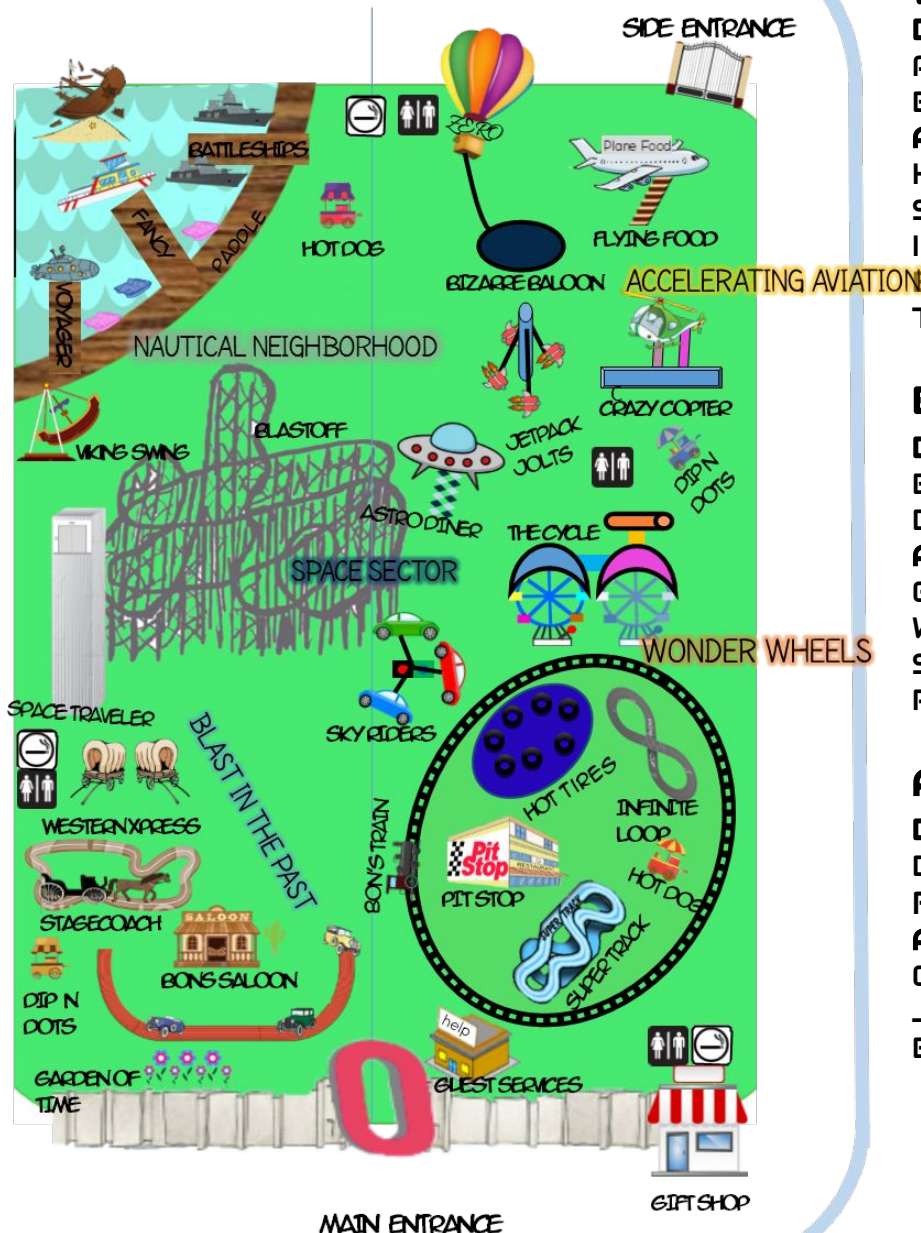 SIDE ENTRANCE
ZERO
BATTLESHIPS
Plane Food
FANCY
PADDLE
HOT DOG
FLYING FOOD
VOYAGER
BIZARRE BALOON
ACCELERATING AVIATION
NAUTICAL NEIGHBORHOOD
CRAZY COPTER
BLASTOFF
JETPACK
JOLTS
VIKING SWING
DIP N
DOTS
ASTRO DINER
THE CYCLE
SPACE SECTOR
WONDER WHEELS
SPACE TRAVELER
SKY RIDERS
BLAST IN THE PAST
HOT TIRES
INFINITE
LOOP
WESTERN XPRESS
BON'S TRAIN
Pit
Stop
RESTAURANT
HOT DOG
PIT STOP
STAGECOACH
SALOON
SUPER TRACK
SUPER TRACK
BONS SALOON
DIP N
DOTS
help
GARDEN OF
TIME
GUEST SERVICES
GIFT SHOP
MAIN ENTRANCE